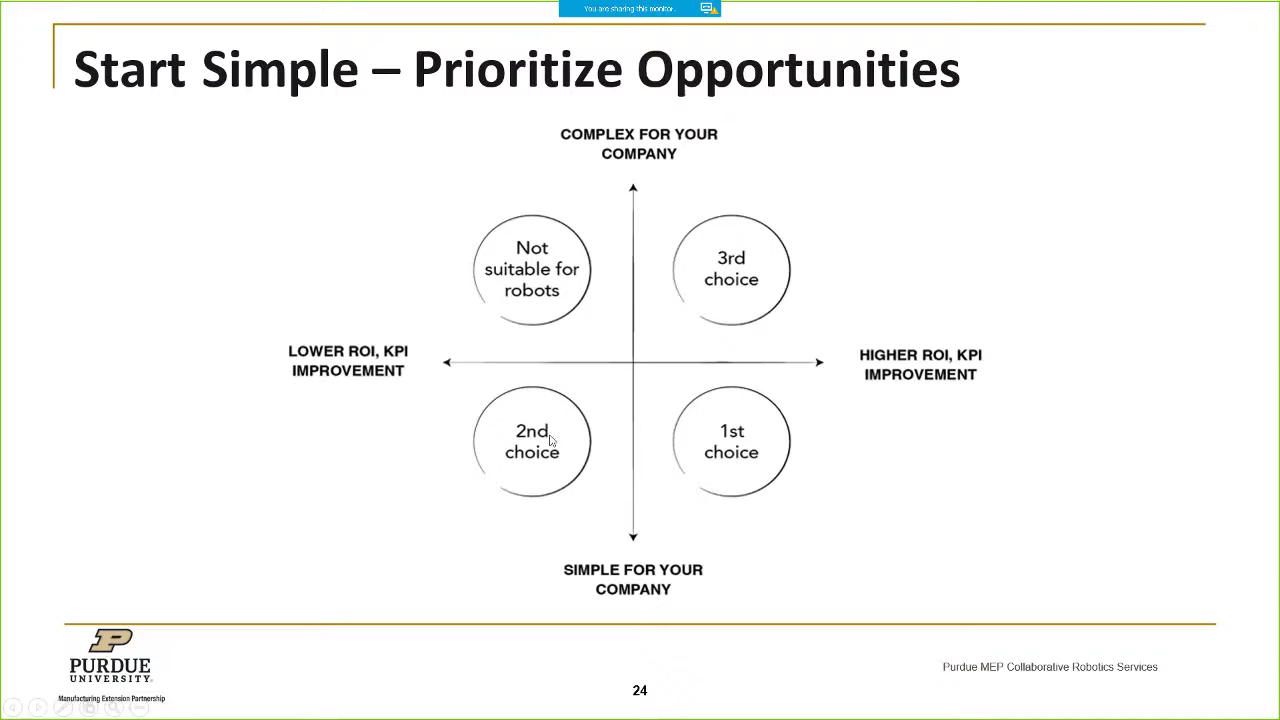 You are sharing this monitor.
Start Simple – Prioritize Opportunities
COMPLEX FOR YOUR
COMPANY
Not
suitable for
robots
3rd
choice
LOWER ROI, KPI
IMPROVEMENT
HIGHER ROI, KPI
IMPROVEMENT
2nd
choice
1st
choice
SIMPLE FOR YOUR
COMPANY
P
PURDUE
UNIVERSITY
Manufacturing Extension Partnership
24
Purdue MEP Collaborative Robotics Services